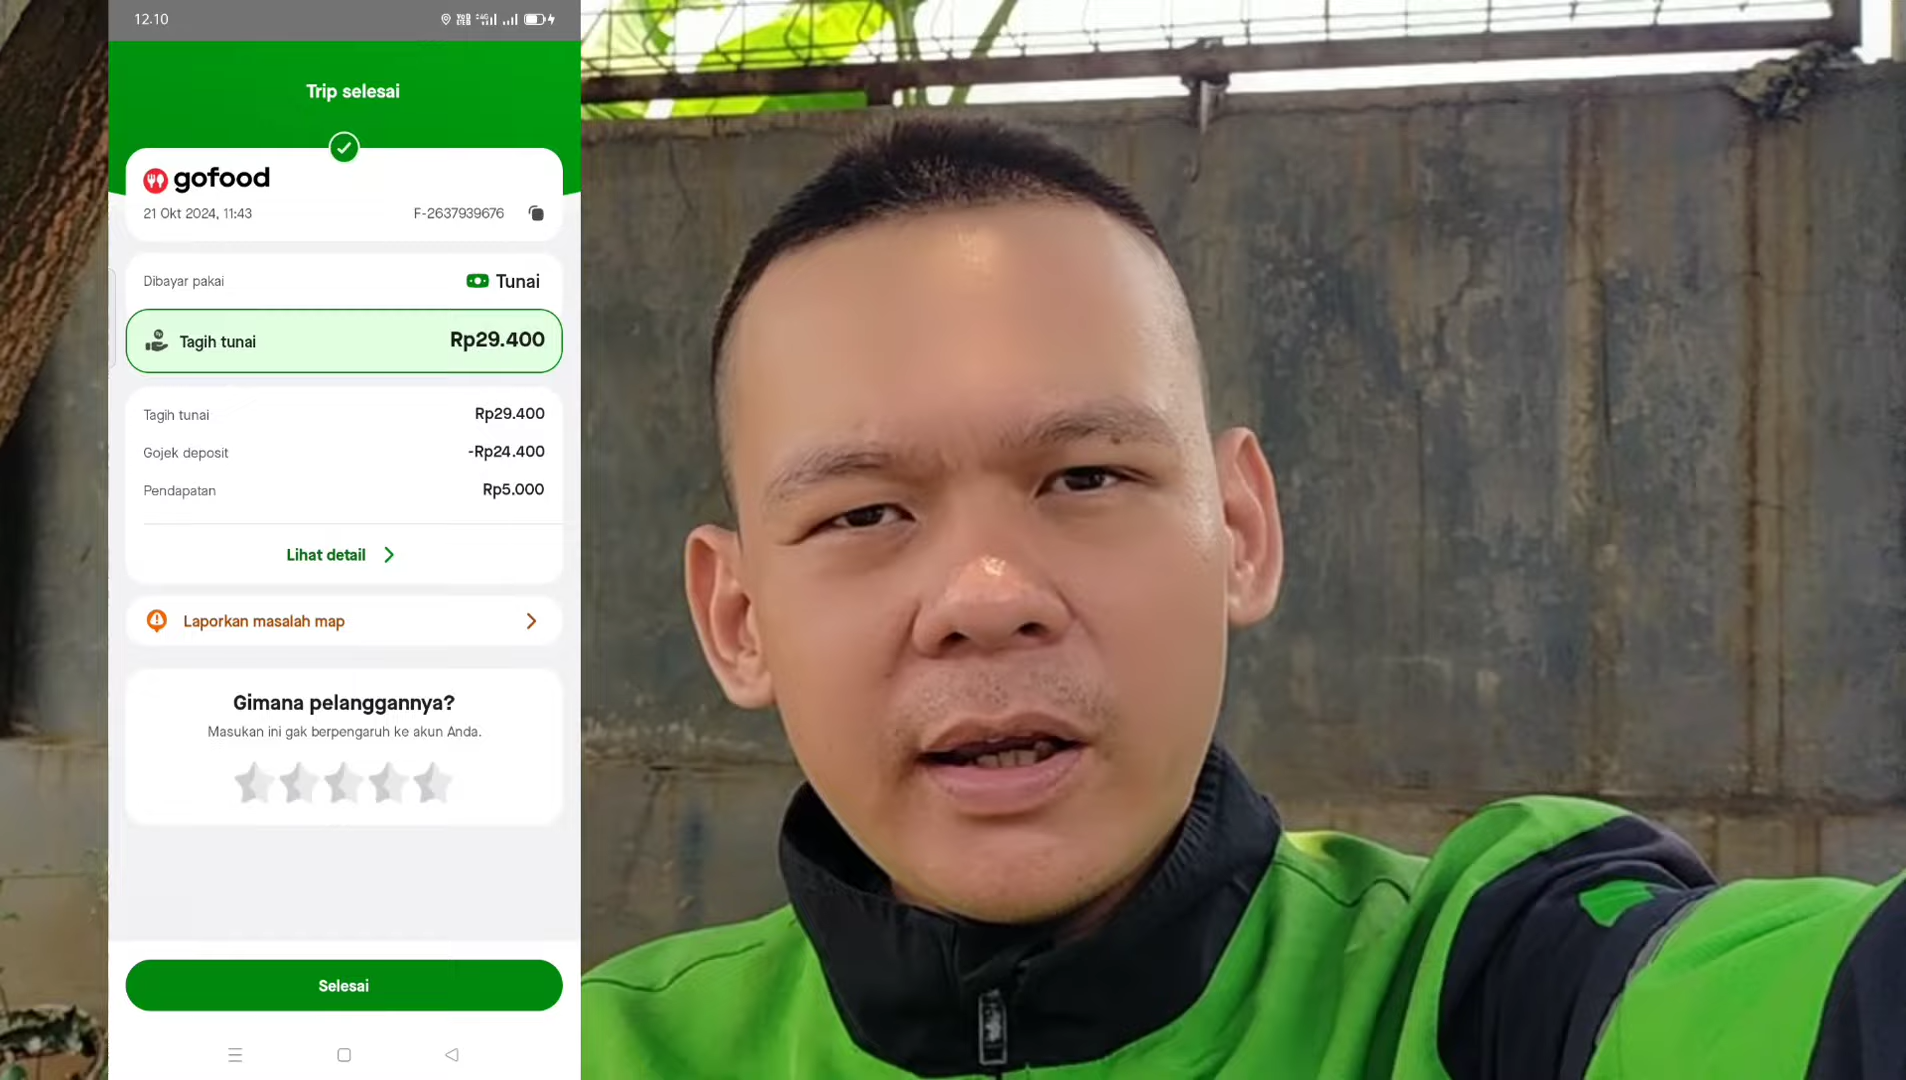 12.10
Trip selesai
gofood
21 Okt 2024, 11:43 F-2637939676
Dibayar pakai Tunai
Tagih tunai Rp29.400
Tagih tunai Rp29.400
Gojek deposit -Rp24.400
Pendapatan Rp5.000
Lihat detail
Laporkan masalah map
Gimana pelanggannya?
Masukan ini gak berpengaruh ke akun Anda.
Selesai